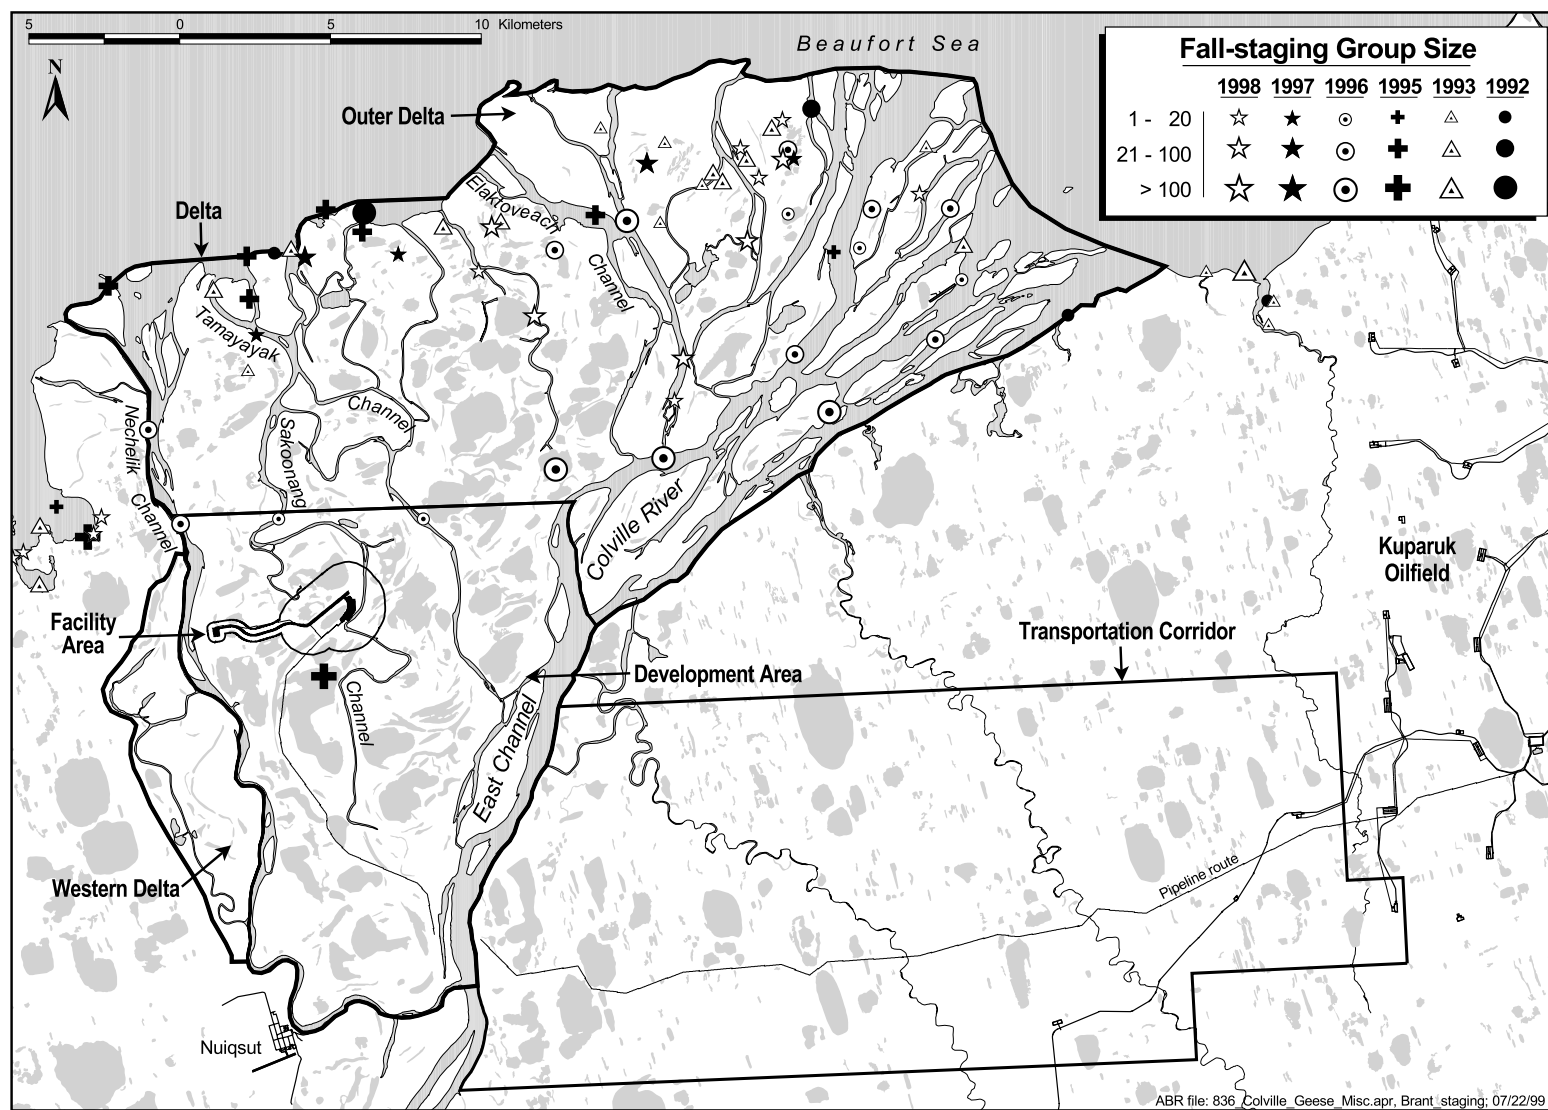 5 0 5 10 Kilometers
N
Beaufort Sea
Fall-staging Group Size
1998 1997 1996 1995 1993 1992
1 - 20
21 - 100
> 100
Outer Delta
Elaktoveach
Channel
Delta
Tamayayak
Channel
Nechelik
Channel
Sakoonang
Channel
Colville River
Kuparuk
Oilfield
Facility
Area
Transportation Corridor
Development Area
East Channel
Pipeline route
Western Delta
Nuiqsut
ABR file: 836_Colville_Geese_Misc.apr, Brant_staging; 07/22/99